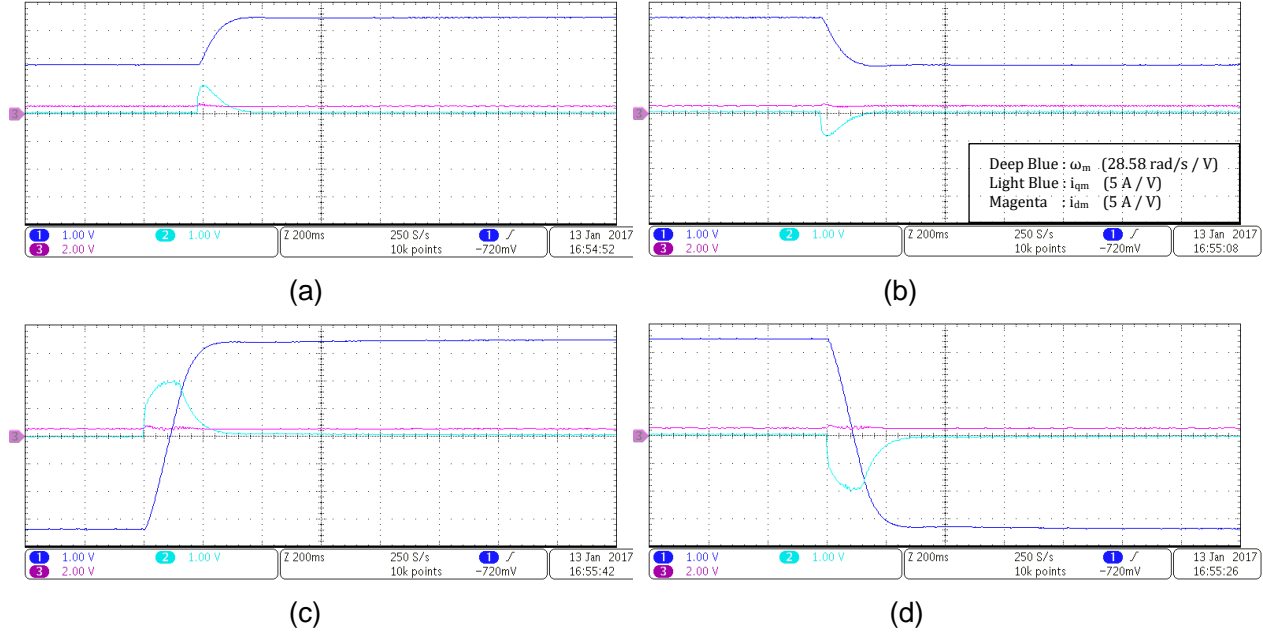 3
1 1.00 V 2 1.00 V Z 200ms 250 S/s 1 ∫ 13 Jan 2017
3 2.00 V 10k points −720mV 16:54:52
(a)
3
Deep Blue : ωm (28.58 rad/s / V)
Light Blue : iqm (5 A / V)
Magenta : idm (5 A / V)
1 1.00 V 2 1.00 V Z 200ms 250 S/s 1 ∫ 13 Jan 2017
3 2.00 V 10k points −720mV 16:55:08
(b)
3
1 1.00 V 2 1.00 V Z 200ms 250 S/s 1 ∫ 13 Jan 2017
3 2.00 V 10k points −720mV 16:55:42
(c)
3
1 1.00 V 2 1.00 V Z 200ms 250 S/s 1 ∫ 13 Jan 2017
3 2.00 V 10k points −720mV 16:55:26
(d)